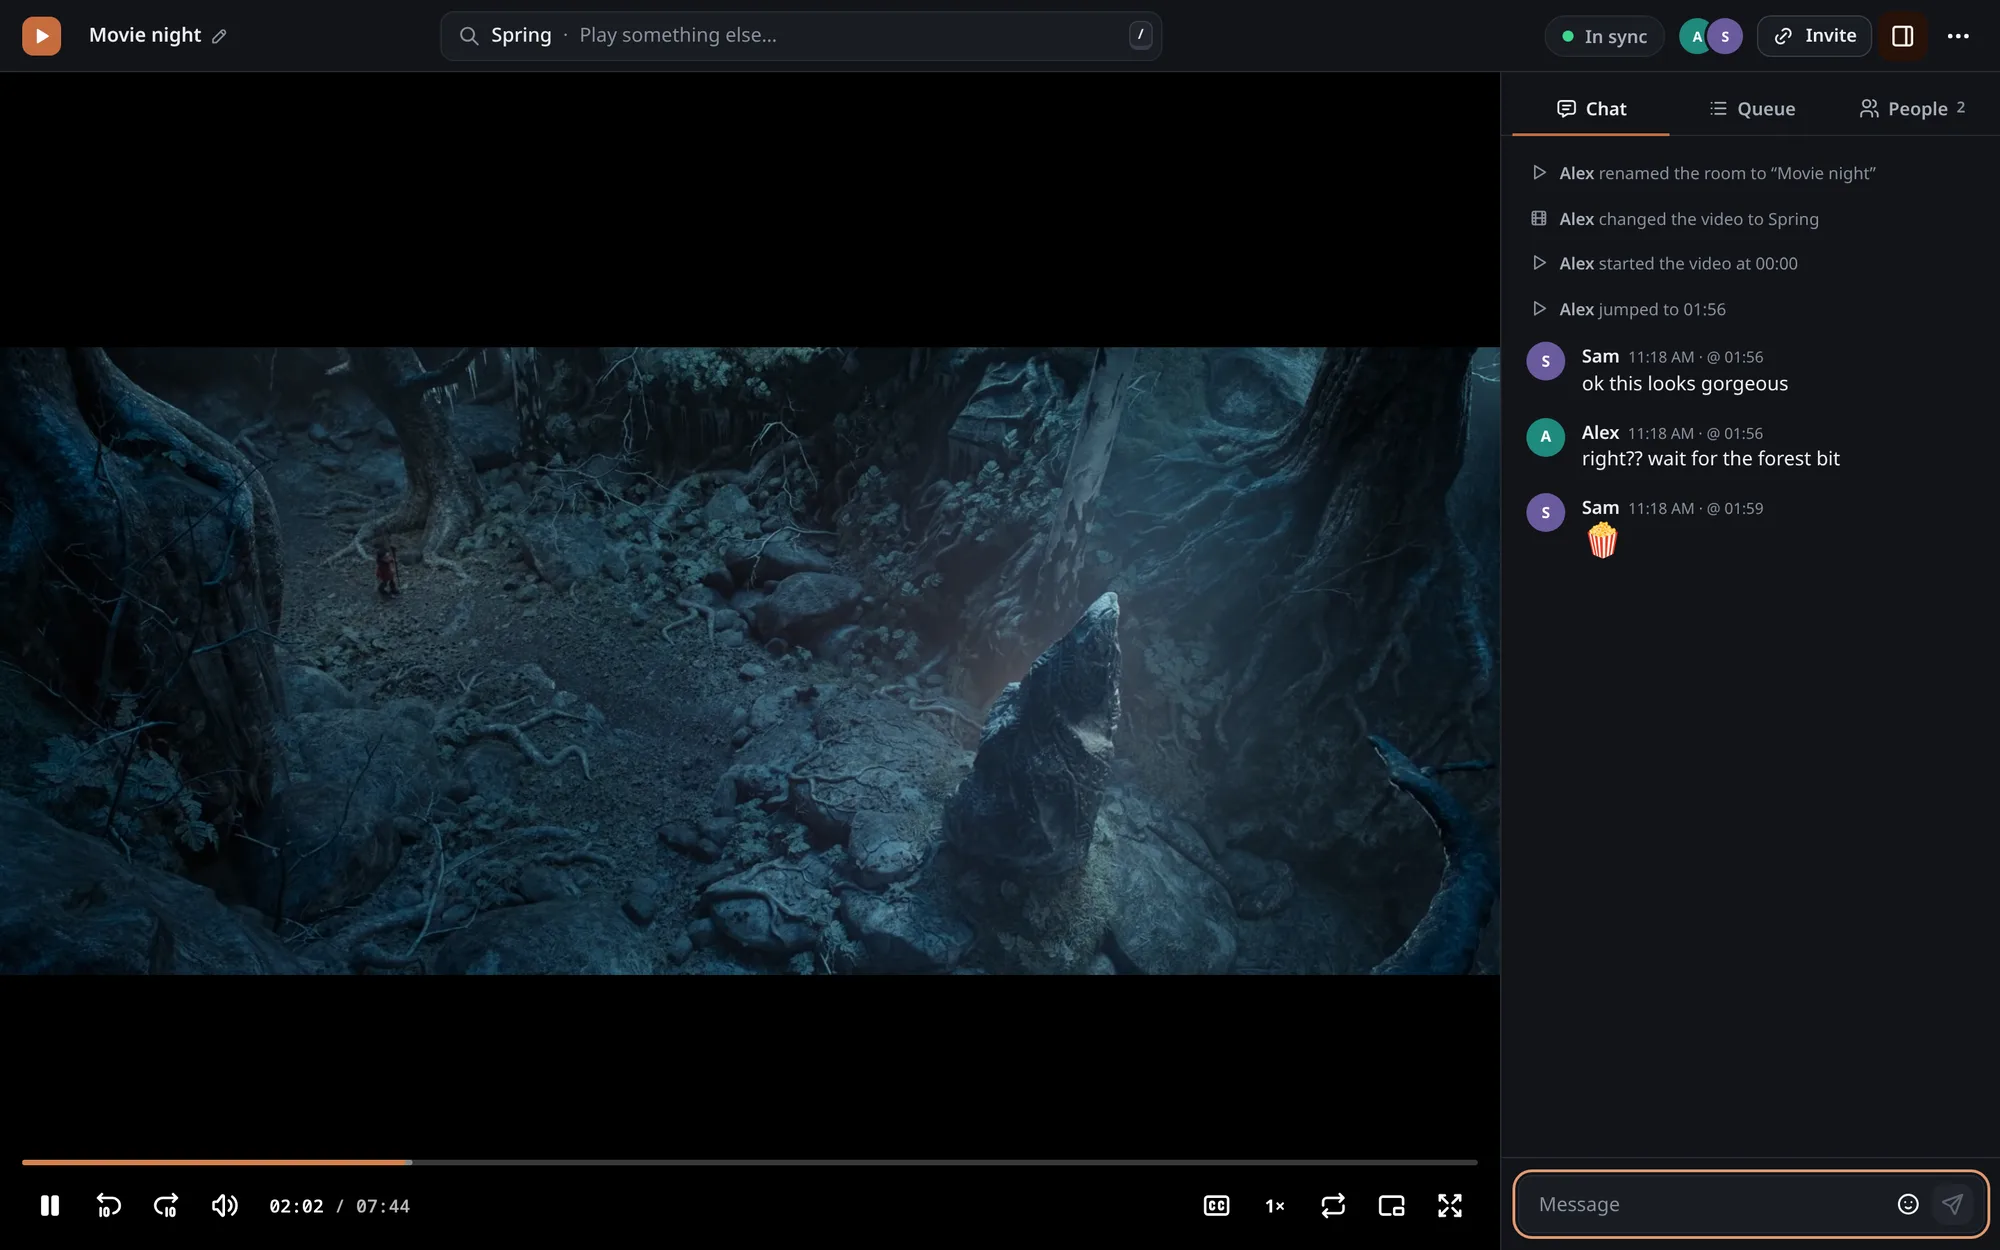 Movie night
Spring · Play something else...
/
In sync
A
S
Invite
Chat
Queue
People 2
Alex renamed the room to “Movie night”
Alex changed the video to Spring
Alex started the video at 00:00
Alex jumped to 01:56
S
Sam 11:18 AM · @ 01:56
ok this looks gorgeous
A
Alex 11:18 AM · @ 01:56
right?? wait for the forest bit
S
Sam 11:18 AM · @ 01:59
10
10
02:02 / 07:44
CC
1×
Message